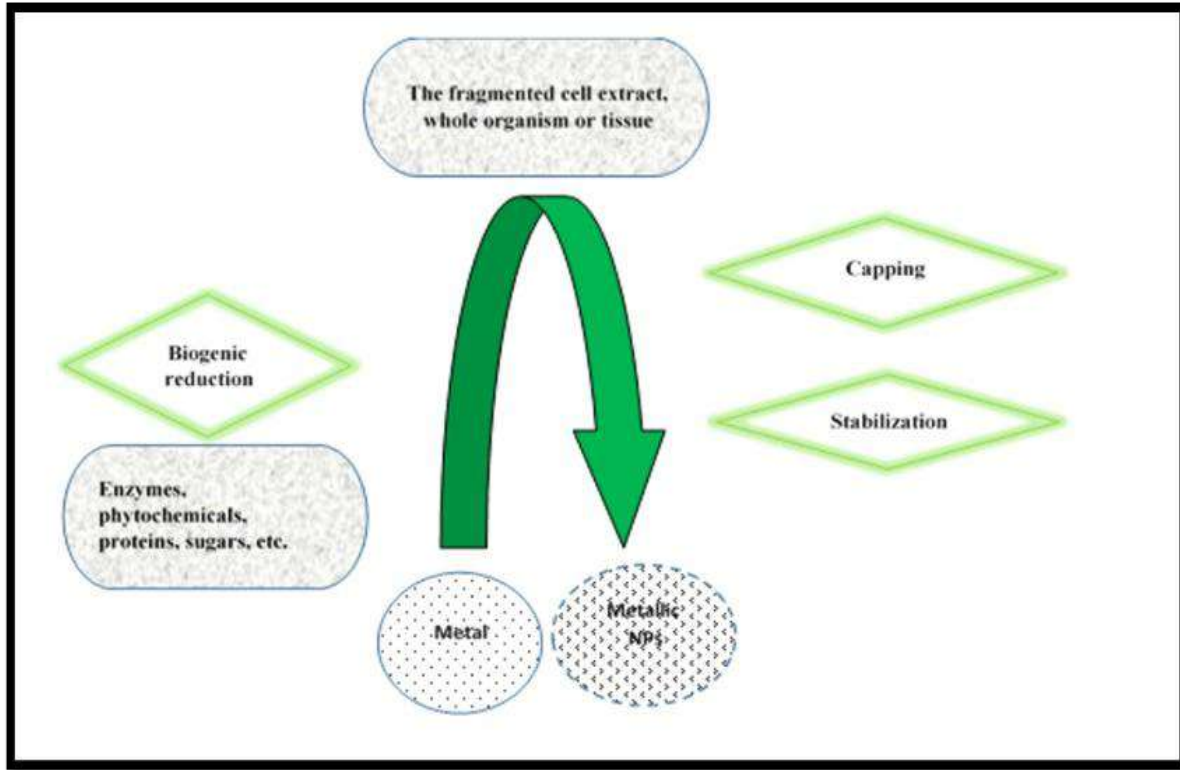 The fragmented cell extract,
whole organism or tissue
Capping
Biogenic
reduction
Stabilization
Enzymes,
phytochemicals,
proteins, sugars, etc.
Metal
Metallic
NPs